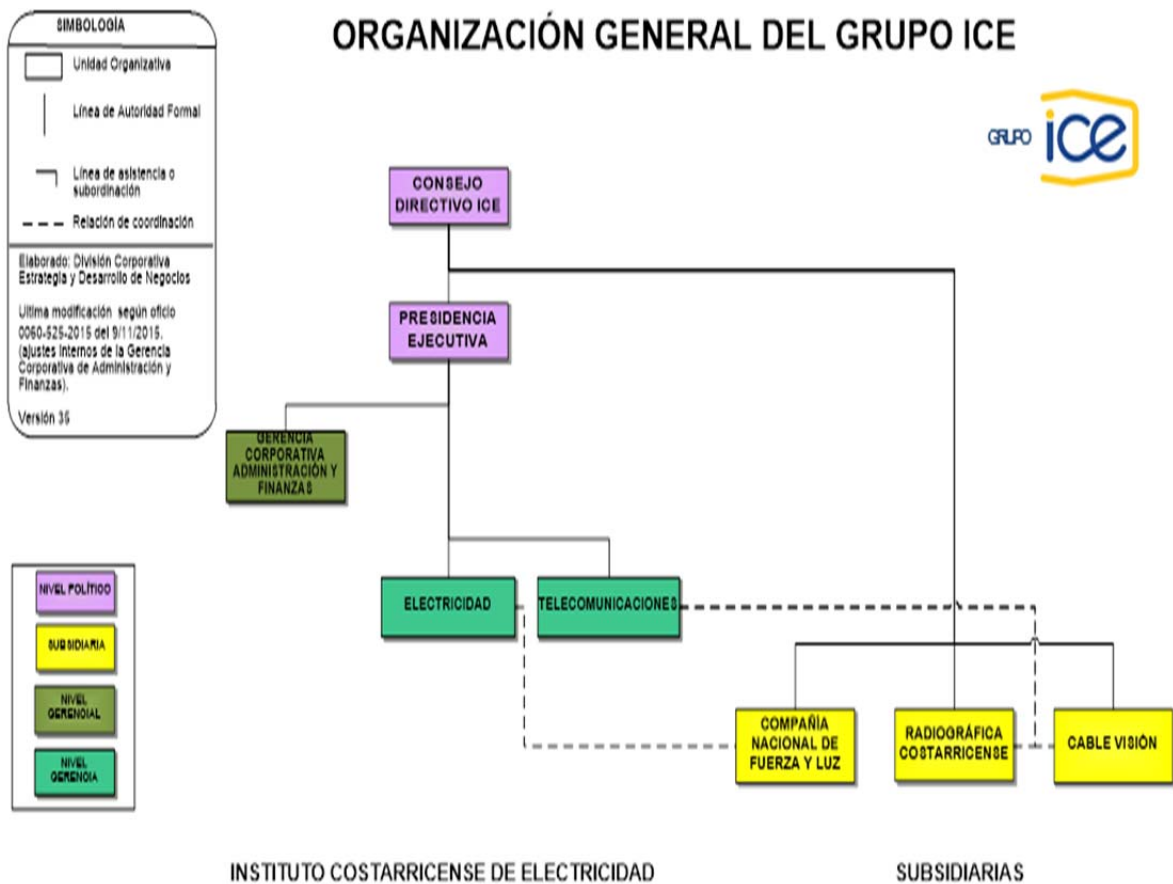 SIMBOLOGÍA
Unidad Organizativa
Línea de Autoridad Formal
Línea de asistencia o
subordinación
Relación de coordinación
Elaborado: División Corporativa
Estrategia y Desarrollo de Negocios
Ultima modificación según oficio
0060-525-2015 del 9/11/2015.
(ajustes Internos de la Gerencia
Corporativa de Administración y
Finanzas).
Versión 35
ORGANIZACIÓN GENERAL DEL GRUPO ICE
GRUPO ice
CONSEJO
DIRECTIVO ICE
PRESIDENCIA
EJECUTIVA
GERENCIA
CORPORATIVA
ADMINISTRACIÓN Y
FINANZAS
ELECTRICIDAD
TELECOMUNICACIONES
COMPAÑÍA
NACIONAL DE
FUERZA Y LUZ
RADIOGRÁFICA
COSTARRICENSE
CABLE VISIÓN
NIVEL POLÍTICO
SUBSIDIARIA
NIVEL
GERENCIAL
NIVEL
GERENCIA
INSTITUTO COSTARRICENSE DE ELECTRICIDAD
SUBSIDIARIAS